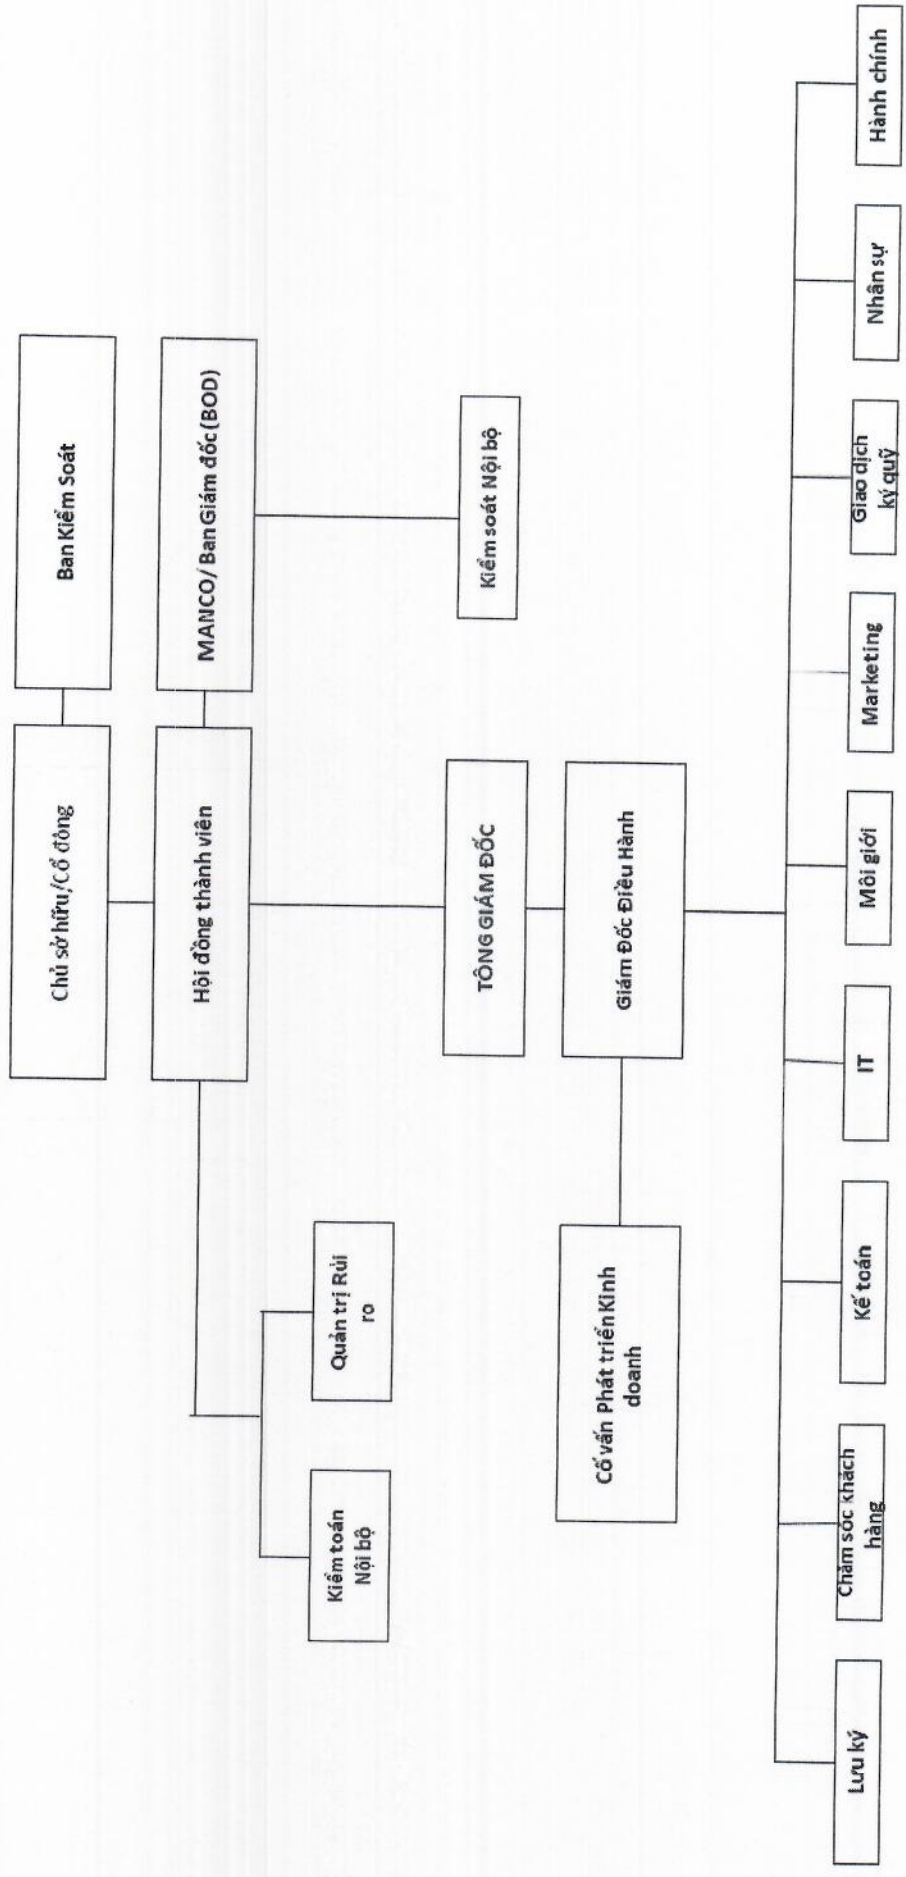 Chủ sở hữu/Cổ đông
Ban Kiểm Soát
Hội đồng thành viên
MANCO/ Ban Giám đốc (BOD)
Kiểm toán
Nội bộ
Quản trị Rủi
ro
Kiểm soát Nội bộ
TỔNG GIÁM ĐỐC
Cố vấn Phát triển Kinh
doanh
Giám Đốc Điều Hành
Lưu ký
Chăm sóc khách
hàng
Kế toán
IT
Môi giới
Marketing
Giao dịch
ký quỹ
Nhân sự
Hành chính